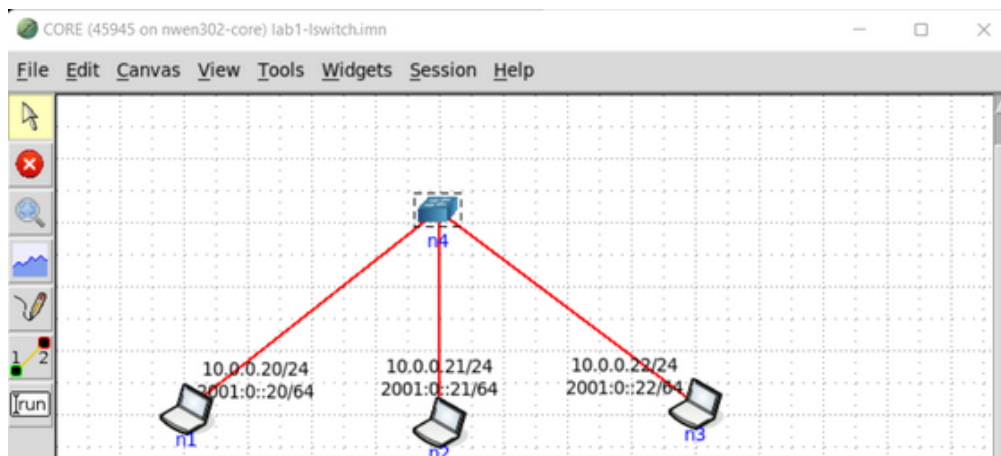 CORE (45945 on nwen302-core) lab1-lswitch.imn
File Edit Canvas View Tools Widgets Session Help
n4
10.0.0.20/24
2001:0::20/64
10.0.0.21/24
2001:0::21/64
10.0.0.22/24
2001:0::22/64
1 2
run
n1
n2
n3